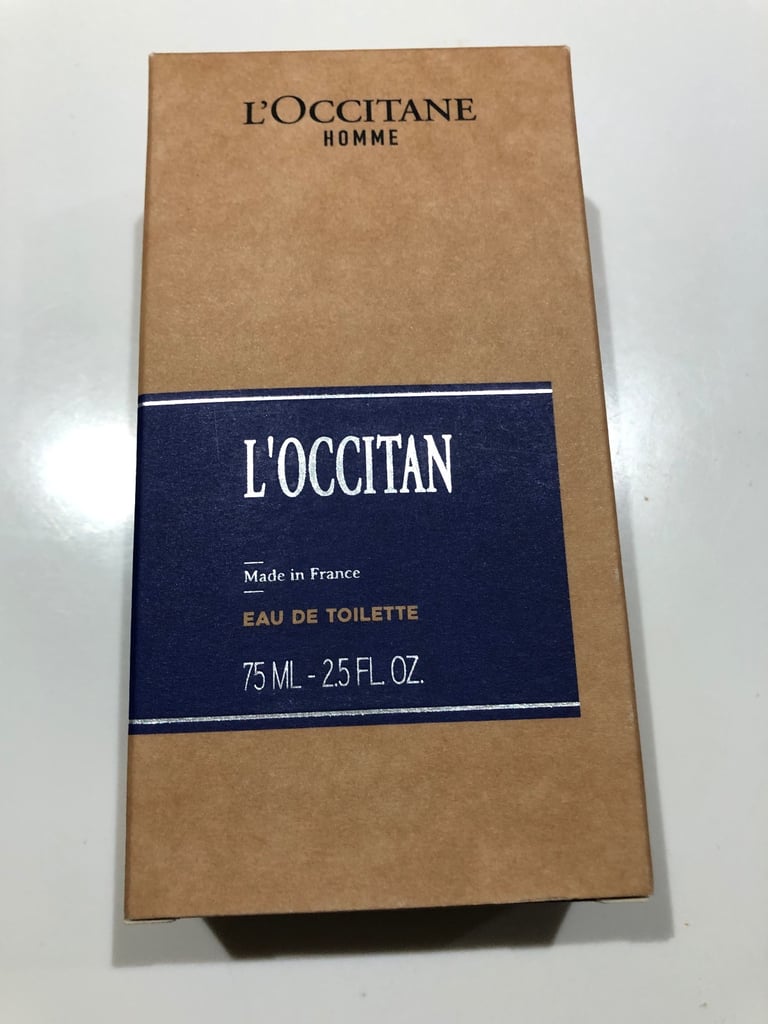 L'OCCITANE
HOMME
L'OCCITAN
Made in France
EAU DE TOILETTE
75 ML - 2.5 FL. OZ.